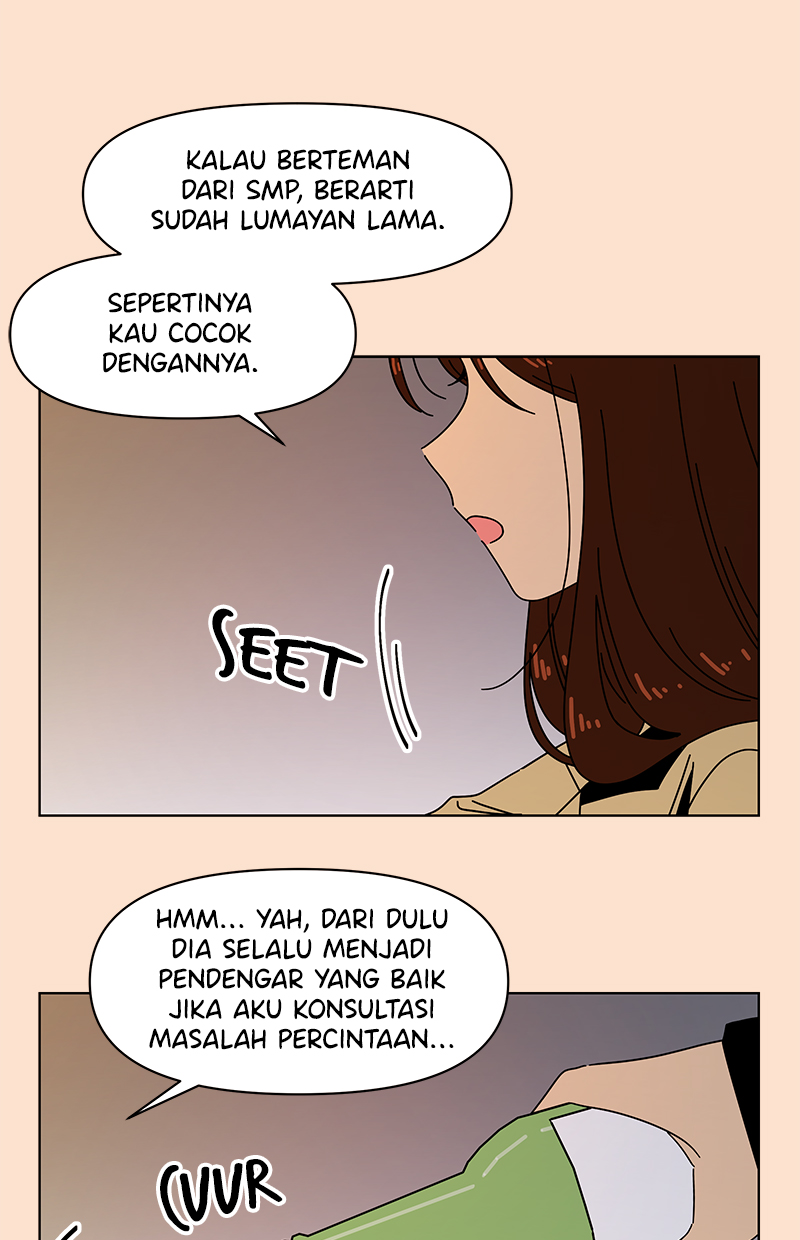 KALAU BERTEMAN
DARI SMP, BERARTI
SUDAH LUMAYAN LAMA.
SEPERTINYA
KAU COCOK
DENGANNYA.
SEET
HMM... YAH, DARI DULU
DIA SELALU MENJADI
PENDENGAR YANG BAIK
JIKA AKU KONSULTASI
MASALAH PERCINTAAN...
CUUR